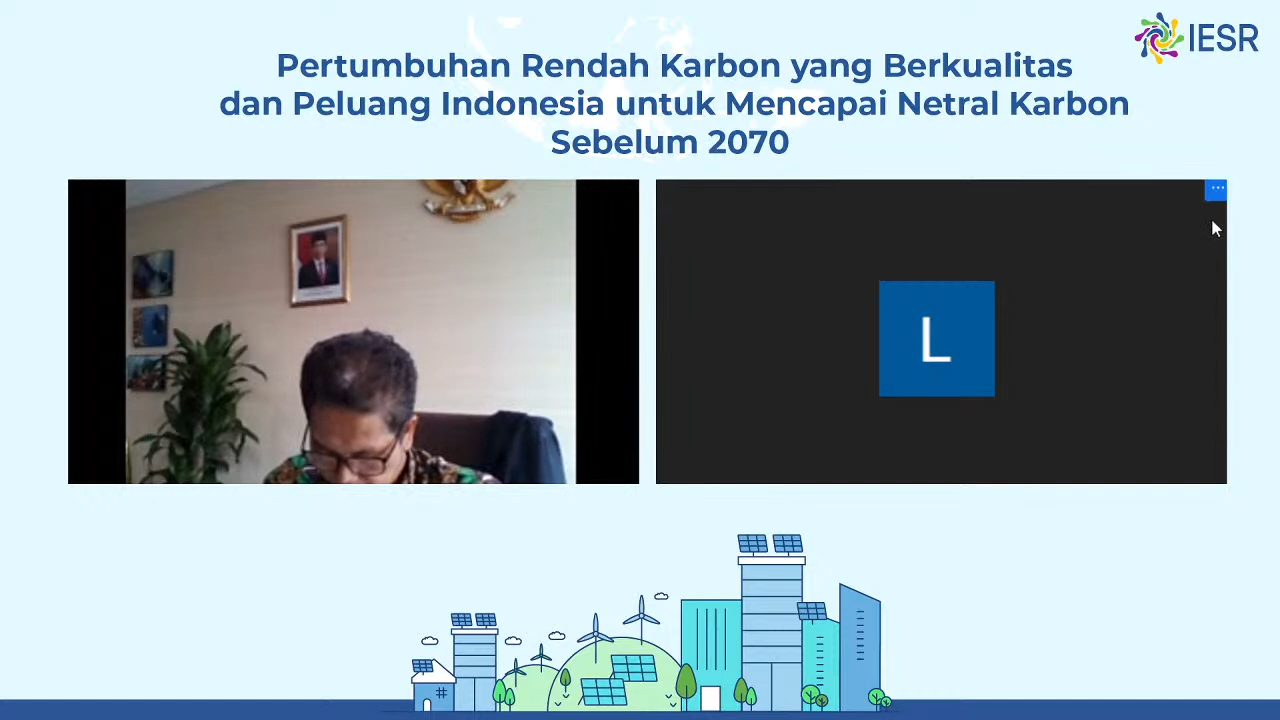 IESR
Pertumbuhan Rendah Karbon yang Berkualitas
dan Peluang Indonesia untuk Mencapai Netral Karbon
Sebelum 2070
L